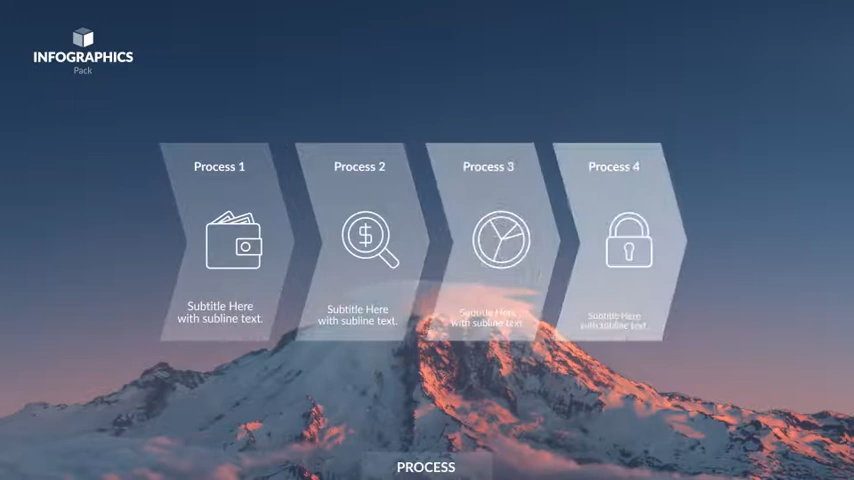 INFOGRAPHICS
Pack
Process 1
Process 2
Process 3
Process 4
Subtitle Here
with subline text.
Subtitle Here
with subline text.
Subtitle Here
with subline text.
Subtitle Here
with subline text.
PROCESS